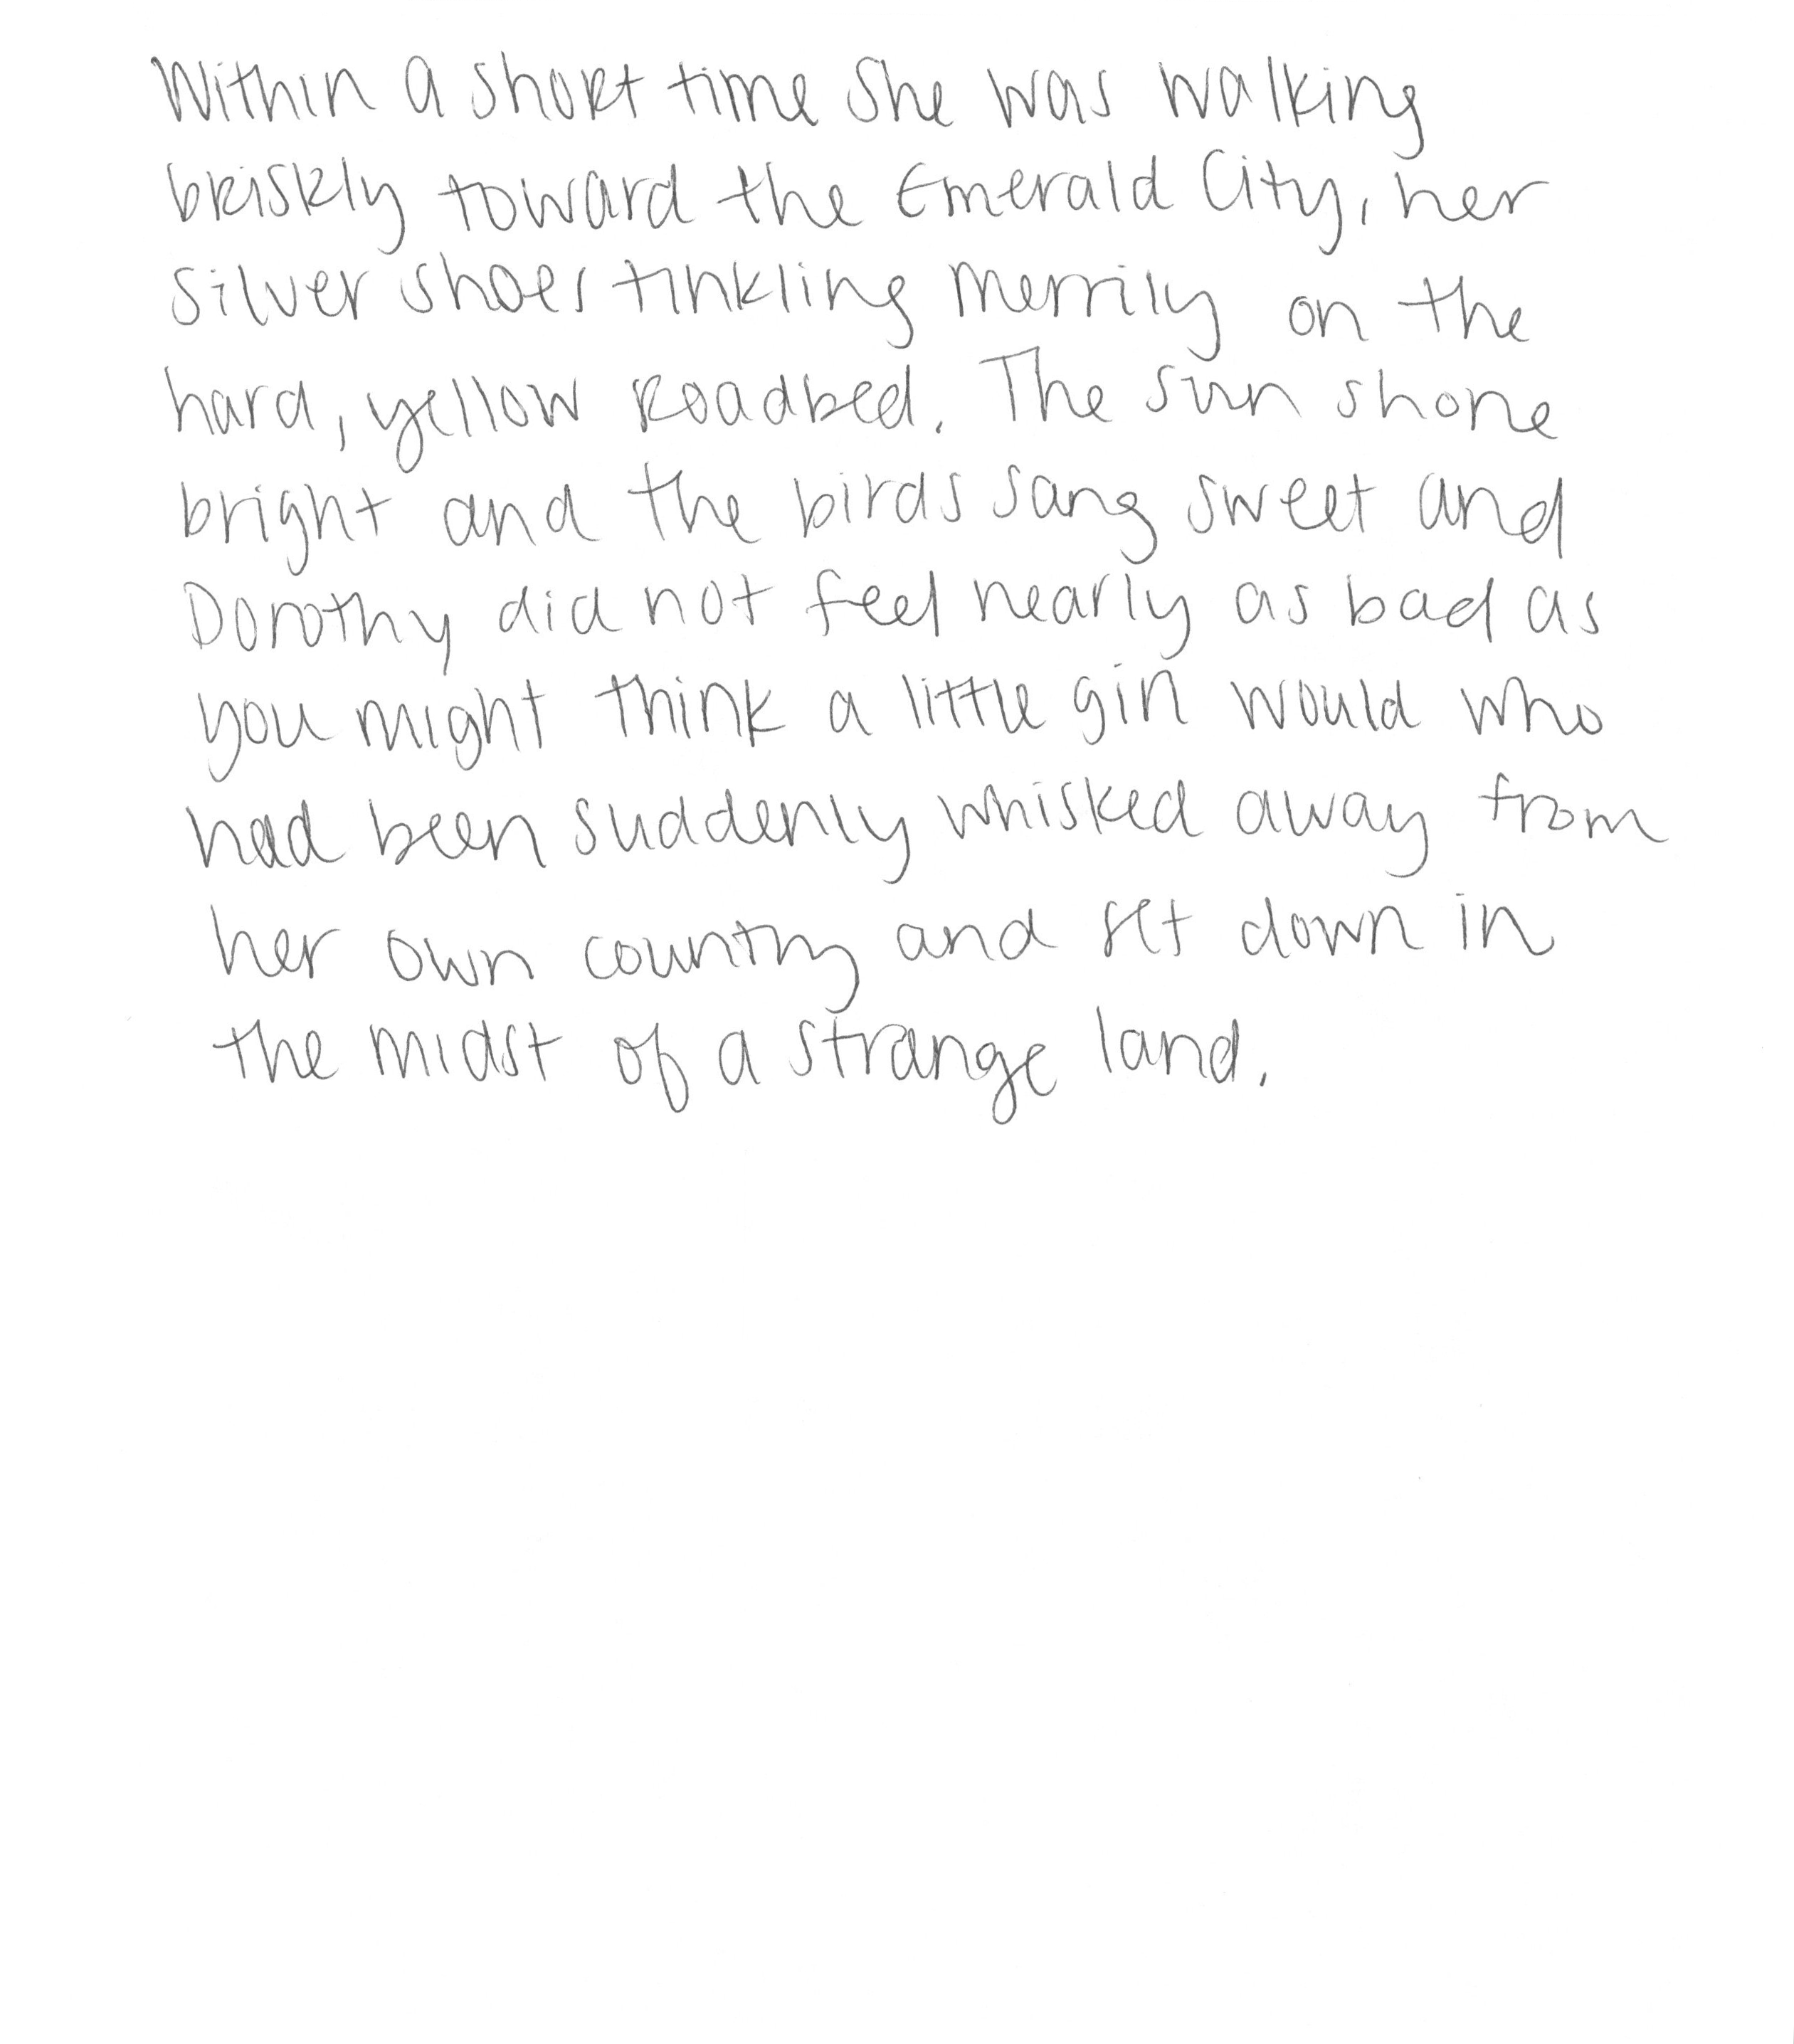 Within a short time she was walking
briskly toward the Emerald City, her
silver shoes tinkling merrily on the
hard, yellow roadbed. The sun shone
bright and the birds sang sweet and
Dorothy did not feel nearly as bad as
you might think a little girl would who
had been suddenly whisked away from
her own country and set down in
the midst of a strange land.